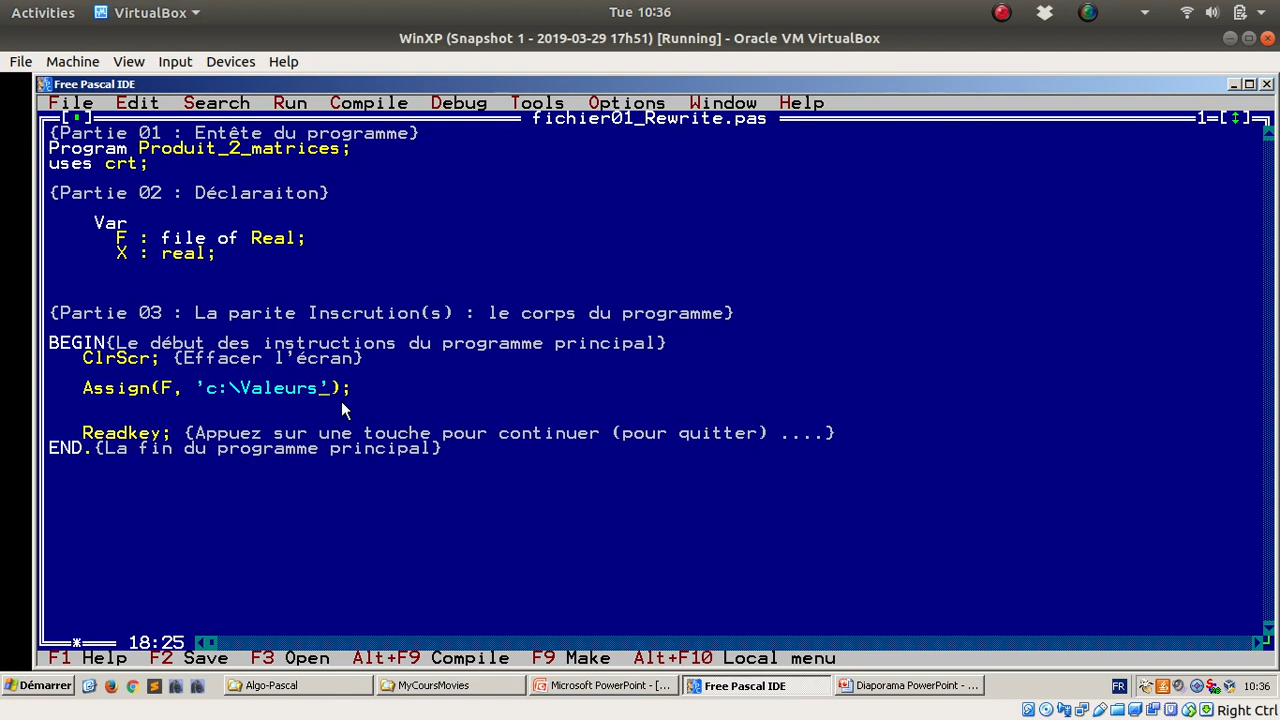 Activities VirtualBox Tue 10:36
WinXP (Snapshot 1 - 2019-03-29 17h51) [Running] - Oracle VM VirtualBox
File Machine View Input Devices Help
Free Pascal IDE
File Edit Search Run Compile Debug Tools Options Window Help
fichier01_Rewrite.pas 1=[↕]
{Partie 01 : Entête du programme}
Program Produit_2_matrices;
uses crt;
{Partie 02 : Déclaraiton}
Var
F : file of Real;
X : real;
{Partie 03 : La parite Inscrution(s) : le corps du programme}
BEGIN{Le début des instructions du programme principal}
ClrScr; {Effacer l'écran}
Assign(F, 'c:\Valeurs');
Readkey; {Appuez sur une touche pour continuer (pour quitter) ....}
END.{La fin du programme principal}
* 18:25
F1 Help F2 Save F3 Open Alt+F9 Compile F9 Make Alt+F10 Local menu
Démarrer Algo-Pascal MyCoursMovies Microsoft PowerPoint - [... Free Pascal IDE Diaporama PowerPoint - ... FR 10:36
Right Ctrl